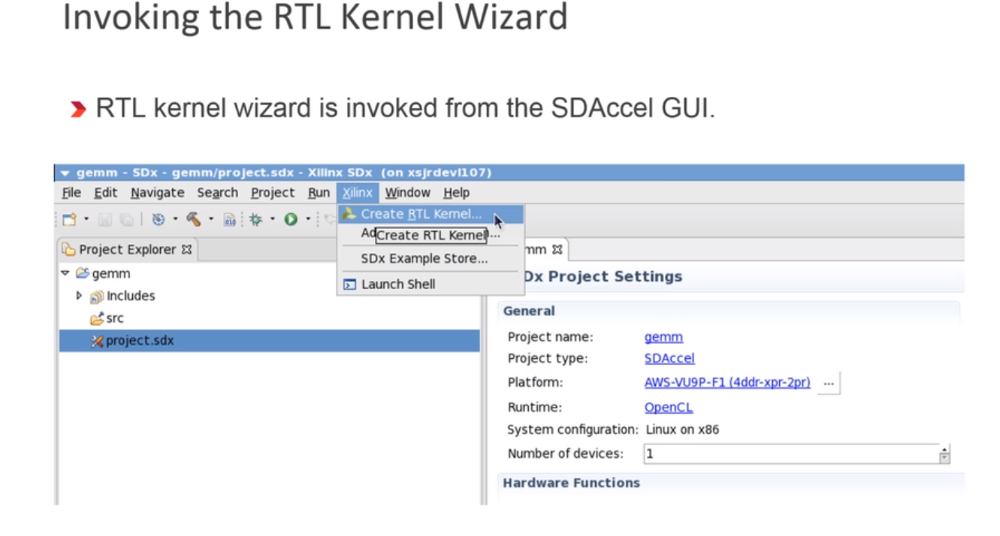 Invoking the RTL Kernel Wizard
RTL kernel wizard is invoked from the SDAccel GUI.
gemm - SDx - gemm/project.sdx - Xilinx SDx (on xsjrdevl107)
File Edit Navigate Search Project Run Xilinx Window Help
Create RTL Kernel...
Ad
Create RTL Kernel
...
SDx Example Store...
Launch Shell
Project Explorer
gemm
Includes
src
project.sdx
mm
Dx Project Settings
General
Project name: gemm
Project type: SDAccel
Platform: AWS-VU9P-F1 (4ddr-xpr-2pr) ...
Runtime: OpenCL
System configuration: Linux on x86
Number of devices: 1
Hardware Functions